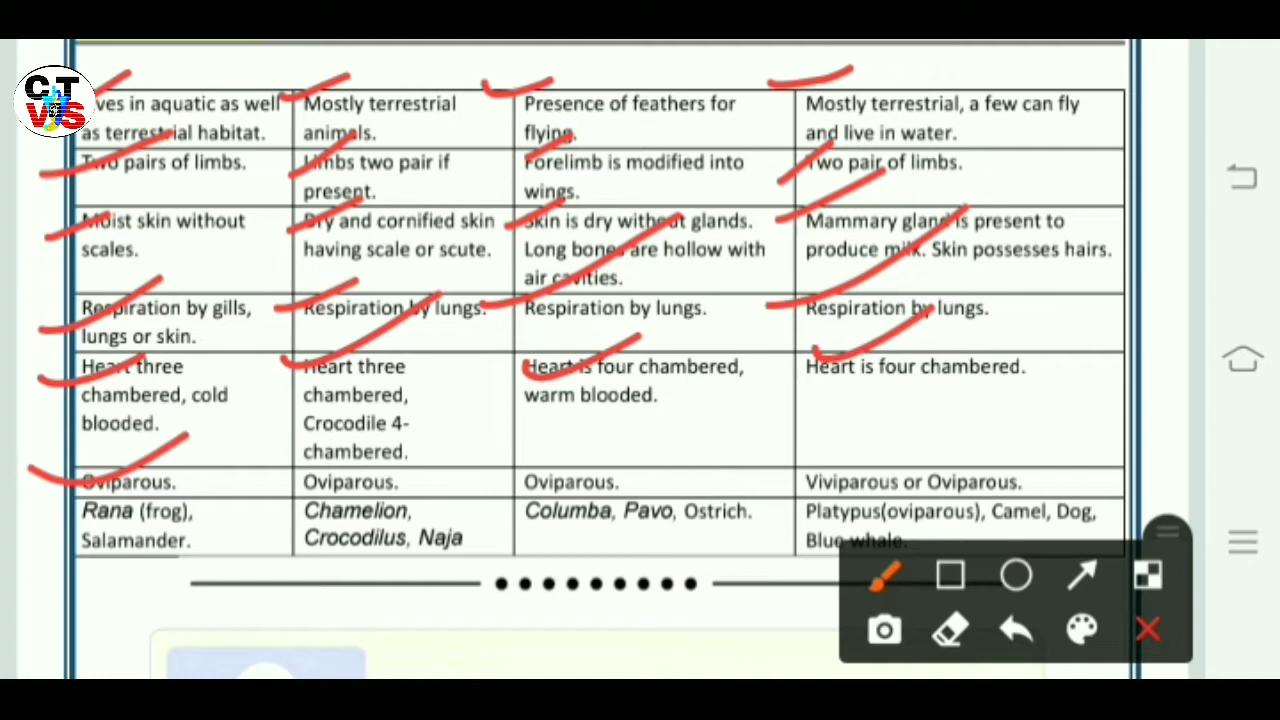 CT
VS
ves in aquatic as well
as terrestrial habitat.
Mostly terrestrial
animals.
Presence of feathers for
flying.
Mostly terrestrial, a few can fly
and live in water.
Two pairs of limbs.
Limbs two pair if
present.
Forelimb is modified into
wings.
Two pair of limbs.
Moist skin without
scales.
Dry and cornified skin
having scale or scute.
Skin is dry without glands.
Long bones are hollow with
air cavities.
Mammary gland is present to
produce milk. Skin possesses hairs.
Respiration by gills,
lungs or skin.
Respiration by lungs.
Respiration by lungs.
Respiration by lungs.
Heart three
chambered, cold
blooded.
Heart three
chambered,
Crocodile 4-
chambered.
Heart is four chambered,
warm blooded.
Heart is four chambered.
Oviparous.
Oviparous.
Oviparous.
Viviparous or Oviparous.
Rana (frog),
Salamander.
Chamelion,
Crocodilus, Naja
Columba, Pavo, Ostrich.
Platypus(oviparous), Camel, Dog,
Blue whale.